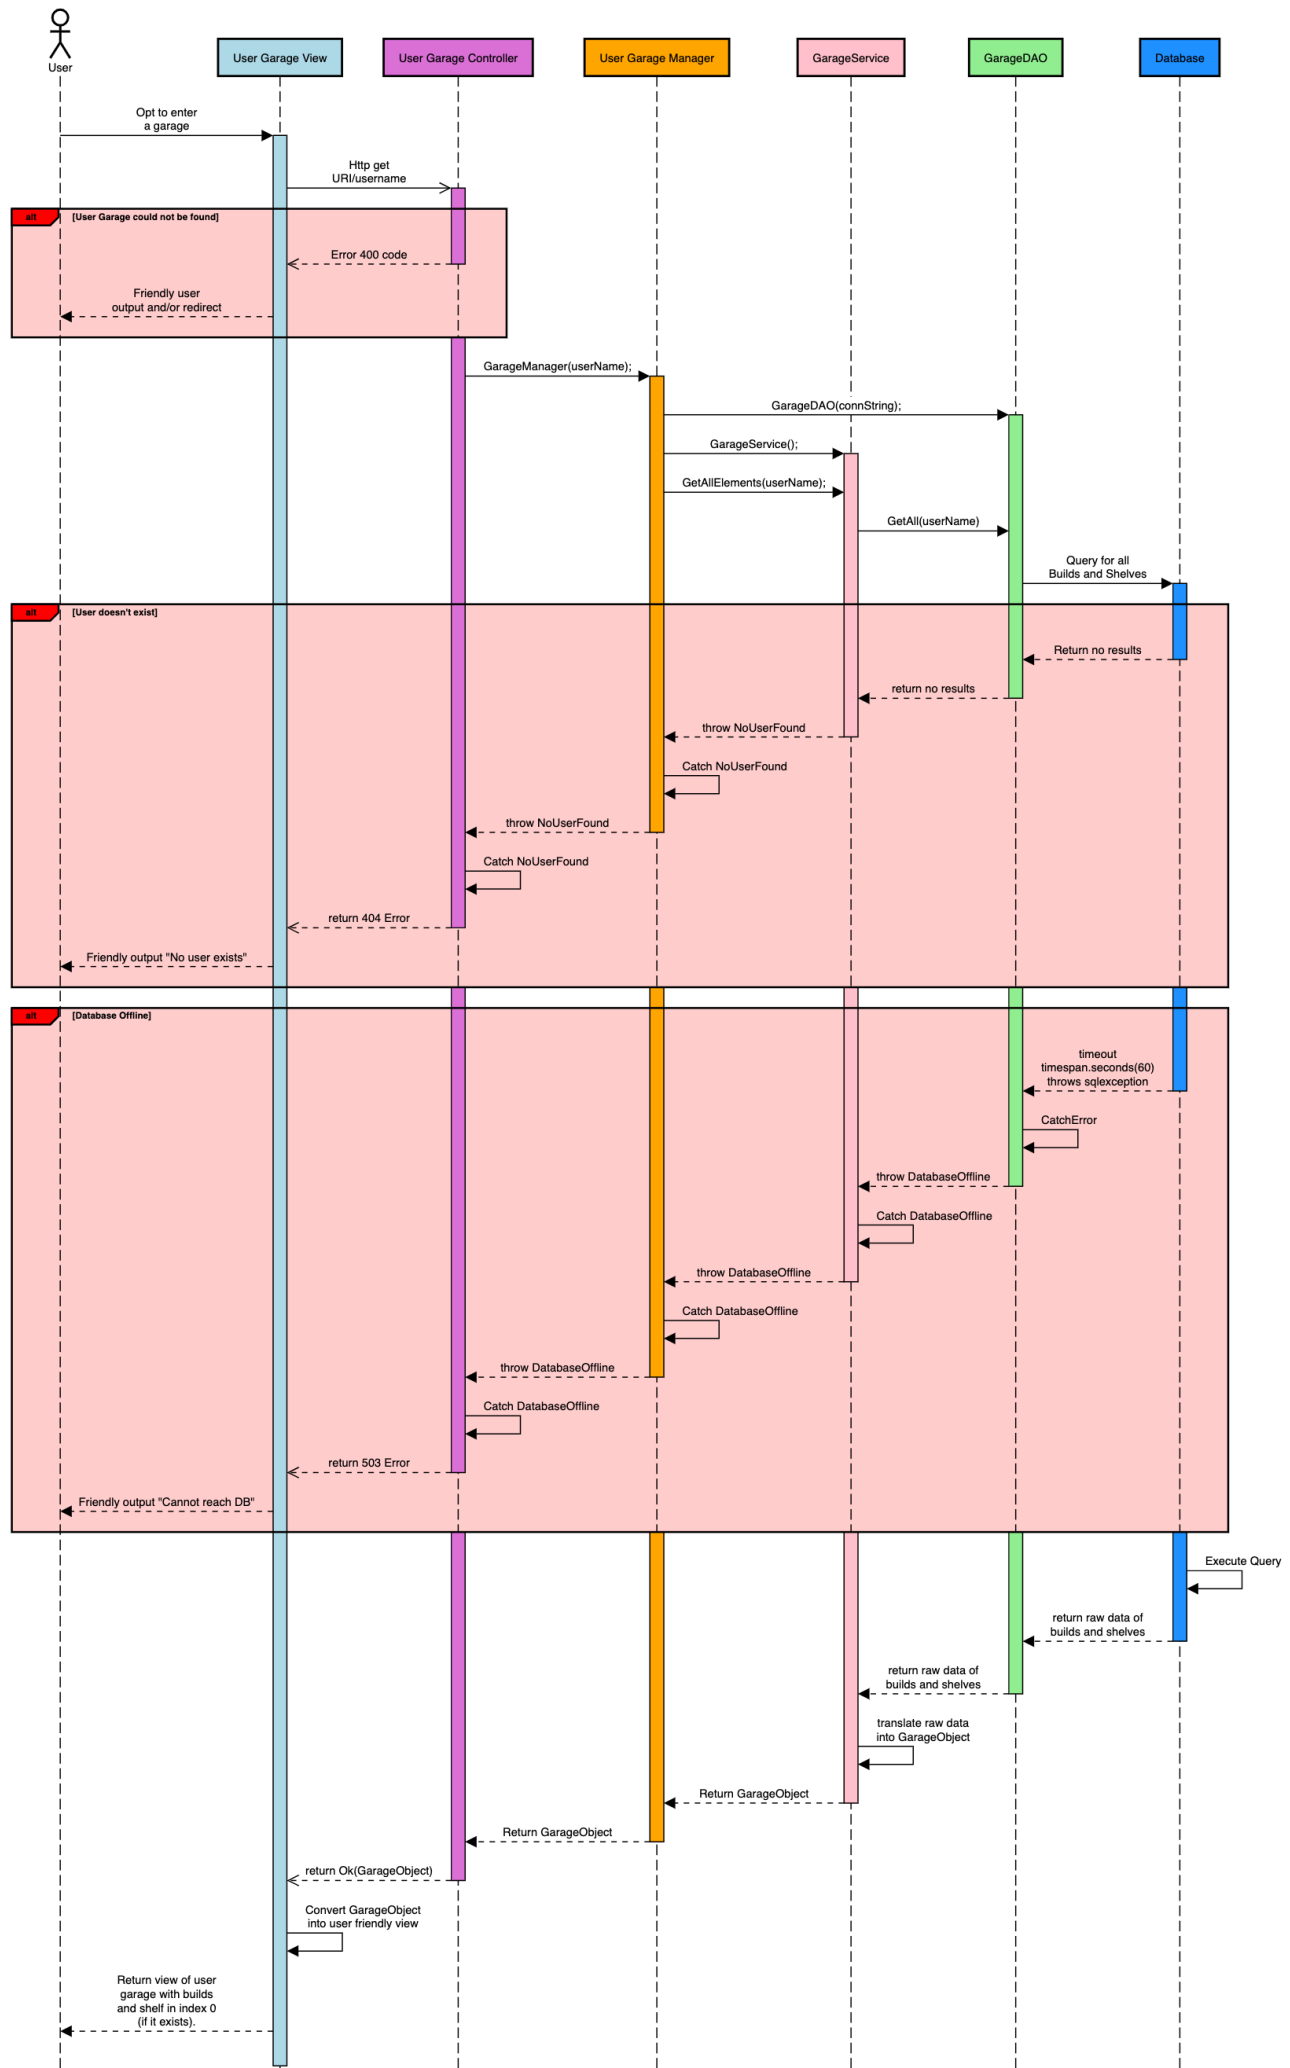 User
User Garage View
User Garage Controller
User Garage Manager
GarageService
GarageDAO
Database
Opt to enter
a garage
Http get
URI/username
alt
[User Garage could not be found]
Error 400 code
Friendly user
output and/or redirect
GarageManager(userName);
GarageDAO(connString);
GarageService();
GetAllElements(userName);
GetAll(userName)
Query for all
Builds and Shelves
alt
[User doesn't exist]
Return no results
return no results
throw NoUserFound
Catch NoUserFound
throw NoUserFound
Catch NoUserFound
return 404 Error
Friendly output "No user exists"
alt
[Database Offline]
timeout
timespan.seconds(60)
throws sqlexception
CatchError
throw DatabaseOffline
Catch DatabaseOffline
throw DatabaseOffline
Catch DatabaseOffline
throw DatabaseOffline
Catch DatabaseOffline
return 503 Error
Friendly output "Cannot reach DB"
Execute Query
return raw data of
builds and shelves
return raw data of
builds and shelves
translate raw data
into GarageObject
Return GarageObject
Return GarageObject
return Ok(GarageObject)
Convert GarageObject
into user friendly view
Return view of user
garage with builds
and shelf in index 0
(if it exists).